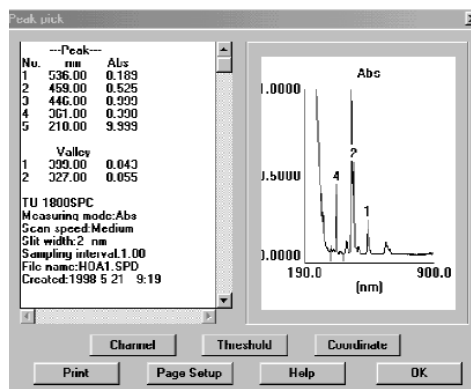 Peak pick
---Peak---
No. nm Abs
1 536.00 0.189
2 459.00 0.525
3 446.00 0.999
4 361.00 0.390
5 210.00 9.999
Valley
1 399.00 0.043
2 327.00 0.055
TU 1800SPC
Measuring mode:Abs
Scan speed:Medium
Slit width:2 nm
Sampling interval.1.00
File name:HOA1.SPD
Created:1998 5 21 9:19
Abs
1.0000
2
0.5000
4
1
0.0000
190.0 900.0
(nm)
Channel Threshold Coordinate
Print Page Setup Help OK